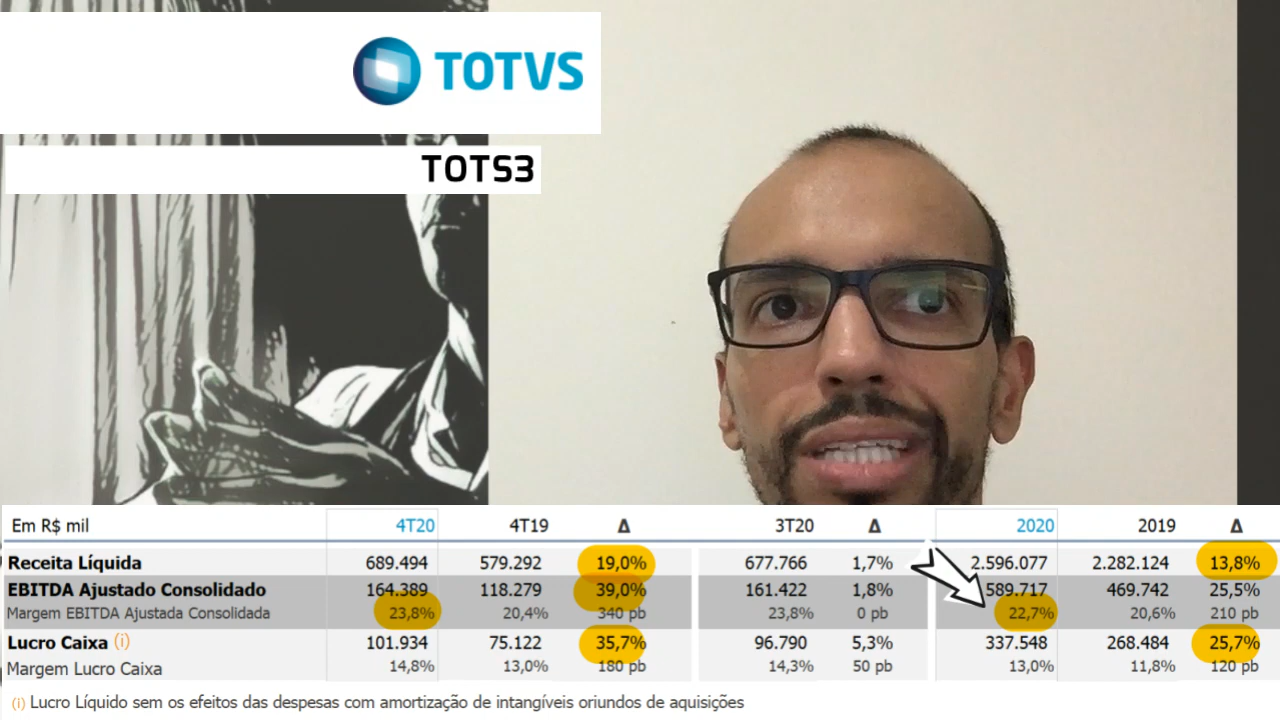 TOTVS
TOTS3
Em R$ mil 4T20 4T19 Δ 3T20 Δ 2020 2019 Δ
Receita Líquida 689.494 579.292 19,0% 677.766 1,7% 2.596.077 2.282.124 13,8%
EBITDA Ajustado Consolidado 164.389 118.279 39,0% 161.422 1,8% 589.717 469.742 25,5%
Margem EBITDA Ajustada Consolidada 23,8% 20,4% 340 pb 23,8% 0 pb 22,7% 20,6% 210 pb
Lucro Caixa (i) 101.934 75.122 35,7% 96.790 5,3% 337.548 268.484 25,7%
Margem Lucro Caixa 14,8% 13,0% 180 pb 14,3% 50 pb 13,0% 11,8% 120 pb
(i) Lucro Líquido sem os efeitos das despesas com amortização de intangíveis oriundos de aquisições